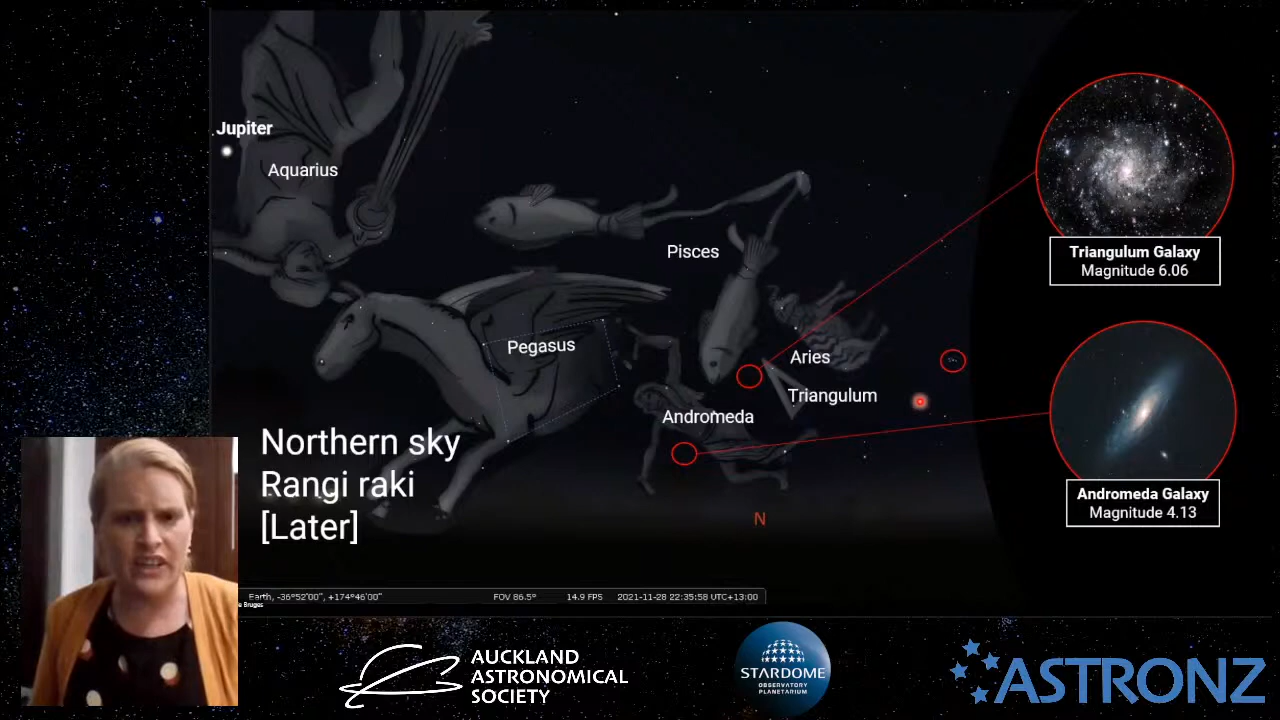 Jupiter
Aquarius
Pisces
Triangulum Galaxy
Magnitude 6.06
Pegasus
Aries
Triangulum
Andromeda
Northern sky
Rangi raki
[Later]
Andromeda Galaxy
Magnitude 4.13
N
Earth, -36°52'00", +174°46'00" FOV 86.5° 14.9 FPS 2021-11-28 22:35:58 UTC+13:00
Bruges
AUCKLAND
ASTRONOMICAL
SOCIETY
STARDOME
OBSERVATORY
PLANETARIUM
ASTRONZ